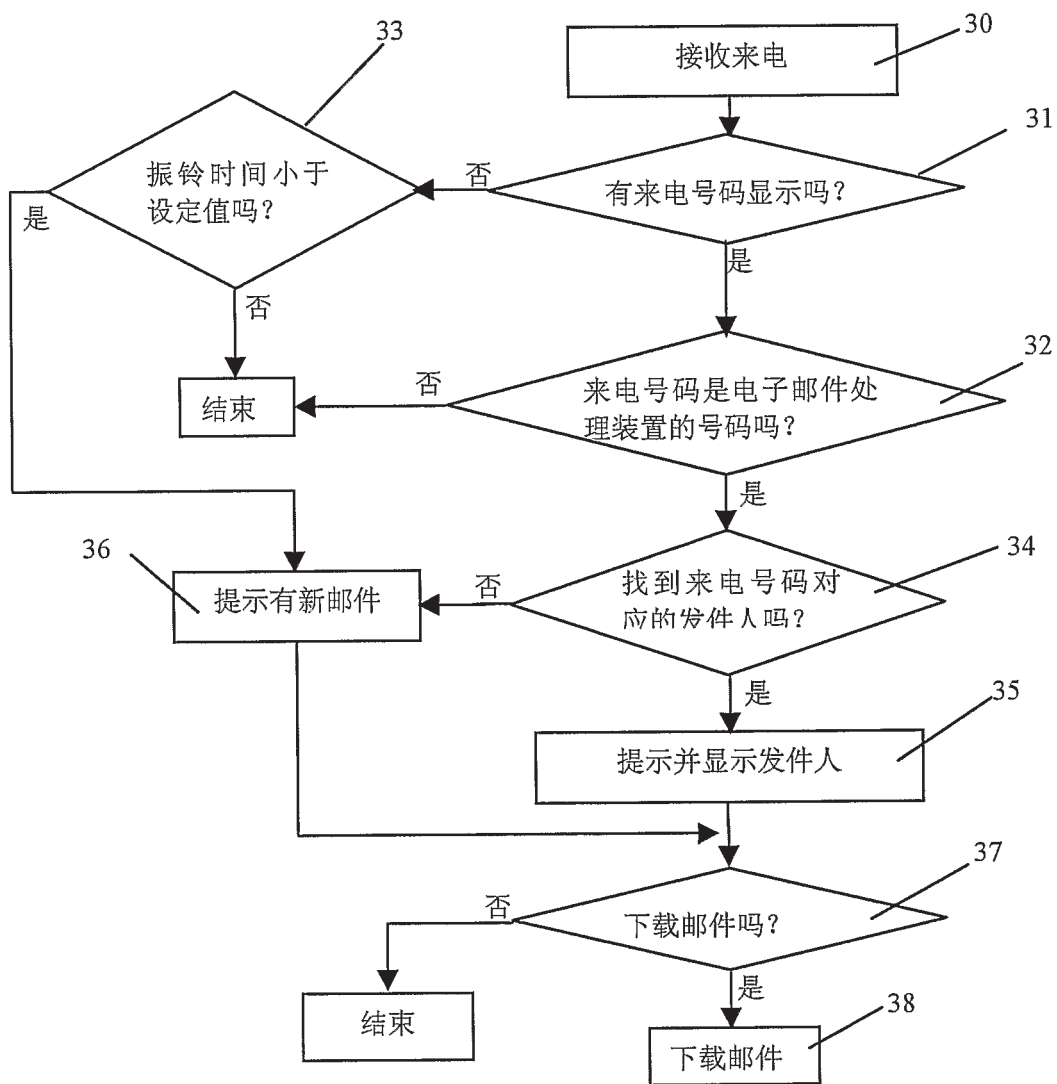 30
接收来电
33
31
振铃时间小于
设定值吗?
否
有来电号码显示吗?
是
是
否
32
来电号码是电子邮件处
理装置的号码吗?
否
结束
是
36
34
找到来电号码对
应的发件人吗?
否
提示有新邮件
是
35
提示并显示发件人
37
否
下载邮件吗?
是
38
结束
下载邮件